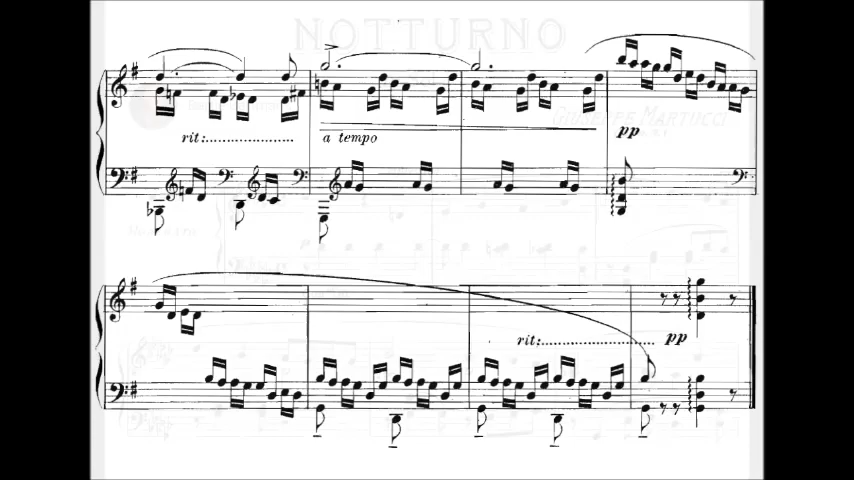 NOTTURNO
GIUSEPPE MARTUCCI
rit:
a tempo
pp
rit:
pp